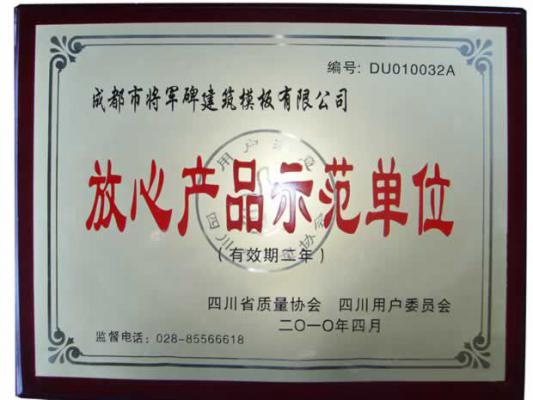 编号: DU010032A
成都市将军碑建筑模板有限公司
放心产品示范单位
(有效期二年)
四川省质量协会 四川用户委员会
二〇一〇年四月
监督电话: 028-85566618